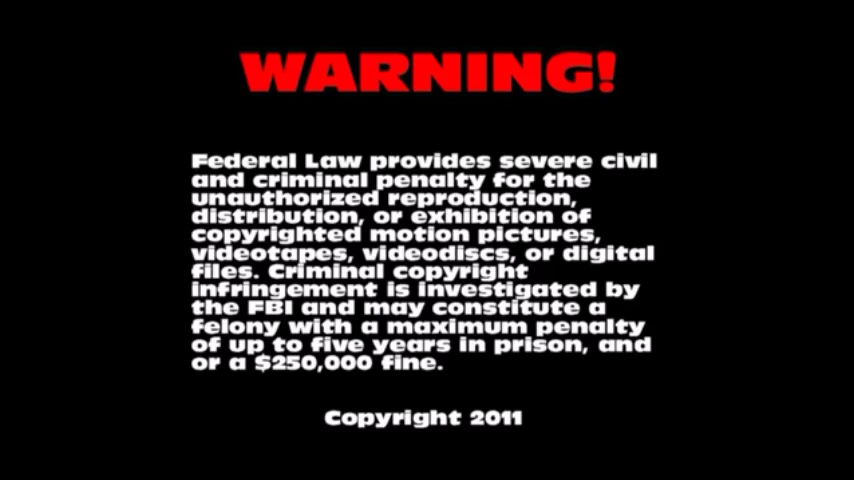 WARNING!
Federal Law provides severe civil
and criminal penalty for the
unauthorized reproduction,
distribution, or exhibition of
copyrighted motion pictures,
videotapes, videodiscs, or digital
files. Criminal copyright
infringement is investigated by
the FBI and may constitute a
felony with a maximum penalty
of up to five years in prison, and
or a $250,000 fine.
Copyright 2011